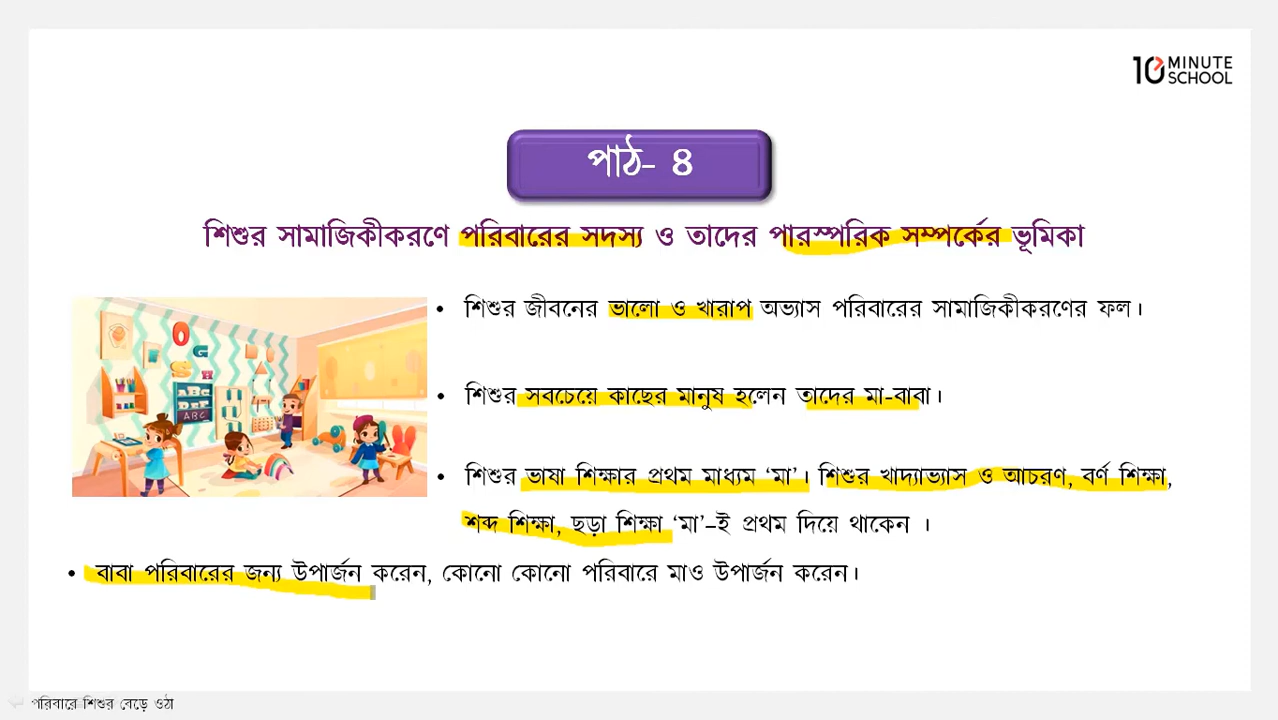 10 MINUTE
SCHOOL
পাঠ- ৪
শিশুর সামাজিকীকরণে পরিবারের সদস্য ও তাদের পারস্পরিক সম্পর্কের ভূমিকা
• শিশুর জীবনের ভালো ও খারাপ অভ্যাস পরিবারের সামাজিকীকরণের ফল।
• শিশুর সবচেয়ে কাছের মানুষ হলেন তাদের মা-বাবা।
• শিশুর ভাষা শিক্ষার প্রথম মাধ্যম ‘মা’। শিশুর খাদ্যাভ্যাস ও আচরণ, বর্ণ শিক্ষা,
শব্দ শিক্ষা, ছড়া শিক্ষা ‘মা’–ই প্রথম দিয়ে থাকেন ।
• বাবা পরিবারের জন্য উপার্জন করেন, কোনো কোনো পরিবারে মাও উপার্জন করেন।
পরিবারে শিশুর বেড়ে ওঠা